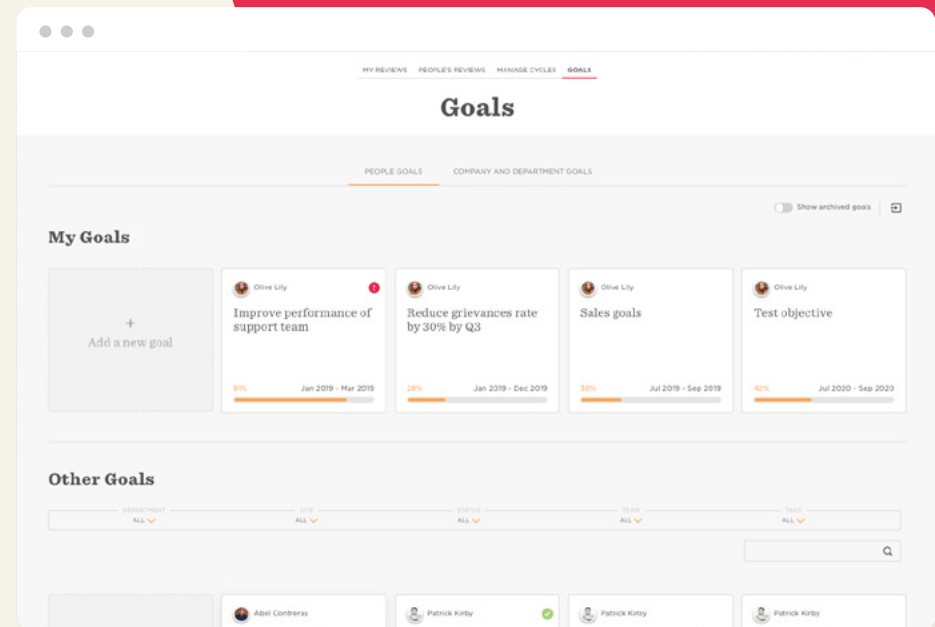 MY REVIEWS PEOPLE'S REVIEWS MANAGE CYCLES GOALS
Goals
PEOPLE GOALS COMPANY AND DEPARTMENT GOALS
Show archived goals
My Goals
+
Add a new goal
Olive Lily
!
Improve performance of
support team
81% Jan 2019 - Mar 2019
Olive Lily
Reduce grievances rate
by 30% by Q3
28% Jan 2019 - Dec 2019
Olive Lily
Sales goals
30% Jul 2019 - Sep 2019
Olive Lily
Test objective
42% Jul 2020 - Sep 2020
Other Goals
DEPARTMENT SITE STATUS TEAM TAGS
ALL ALL ALL ALL ALL
Abel Contreras Patrick Kirby Patrick Kirby Patrick Kirby